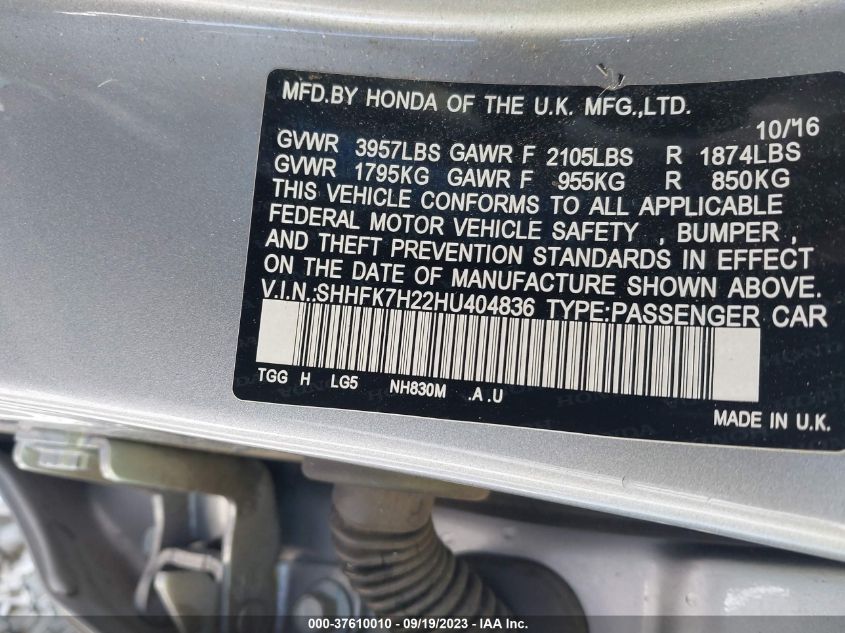 MFD.BY HONDA OF THE U.K. MFG.,LTD.
10/16
GVWR 3957LBS GAWR F 2105LBS R 1874LBS
GVWR 1795KG GAWR F 955KG R 850KG
THIS VEHICLE CONFORMS TO ALL APPLICABLE
FEDERAL MOTOR VEHICLE SAFETY , BUMPER ,
AND THEFT PREVENTION STANDARDS IN EFFECT
ON THE DATE OF MANUFACTURE SHOWN ABOVE.
V.I.N.:SHHFK7H22HU404836 TYPE:PASSENGER CAR
TGG H LG5 NH830M .A .U
MADE IN U.K.
000-37610010 / 09/19/2023 - IAA Inc.